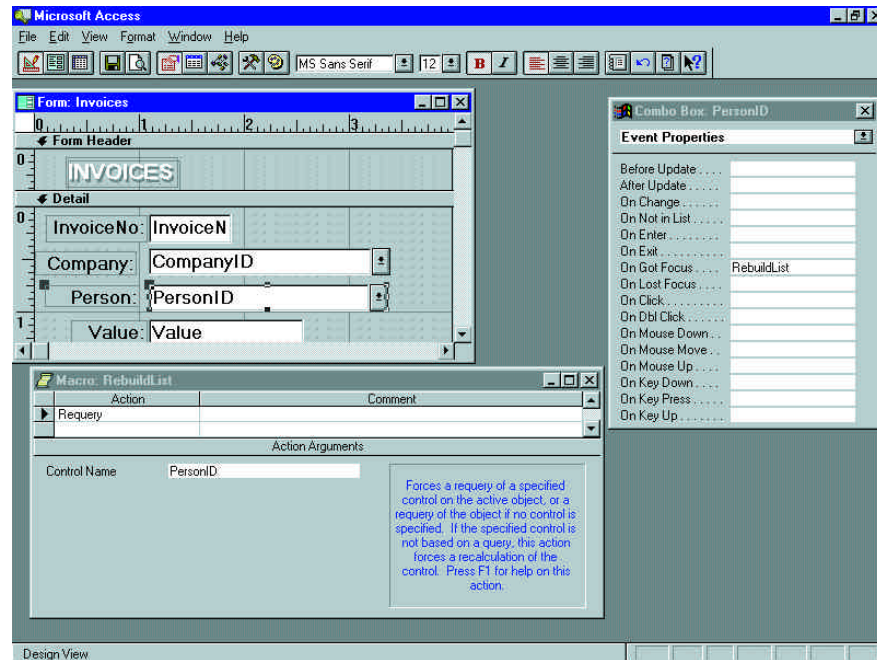 Microsoft Access
File Edit View Format Window Help
MS Sans Serif 12 B I
Form: Invoices
0 1 2 3
Form Header
0
INVOICES
Detail
0
InvoiceNo: InvoiceN
Company: CompanyID
Person: PersonID
1
Value: Value
Combo Box: PersonID
Event Properties
Before Update . . . .
After Update . . . . .
On Change . . . . . .
On Not in List . . . . .
On Enter . . . . . . . .
On Exit . . . . . . . . . .
On Got Focus . . . . RebuildList
On Lost Focus . . . .
On Click . . . . . . . . .
On Dbl Click . . . . . .
On Mouse Down . .
On Mouse Move . .
On Mouse Up . . . .
On Key Down . . . .
On Key Press . . . . .
On Key Up . . . . . . .
Macro: RebuildList
Action Comment
Requery
Action Arguments
Control Name PersonID
Forces a requery of a specified
control on the active object, or a
requery of the object if no control is
specified. If the specified control is
not based on a query, this action
forces a recalculation of the
control. Press F1 for help on this
action.
Design View